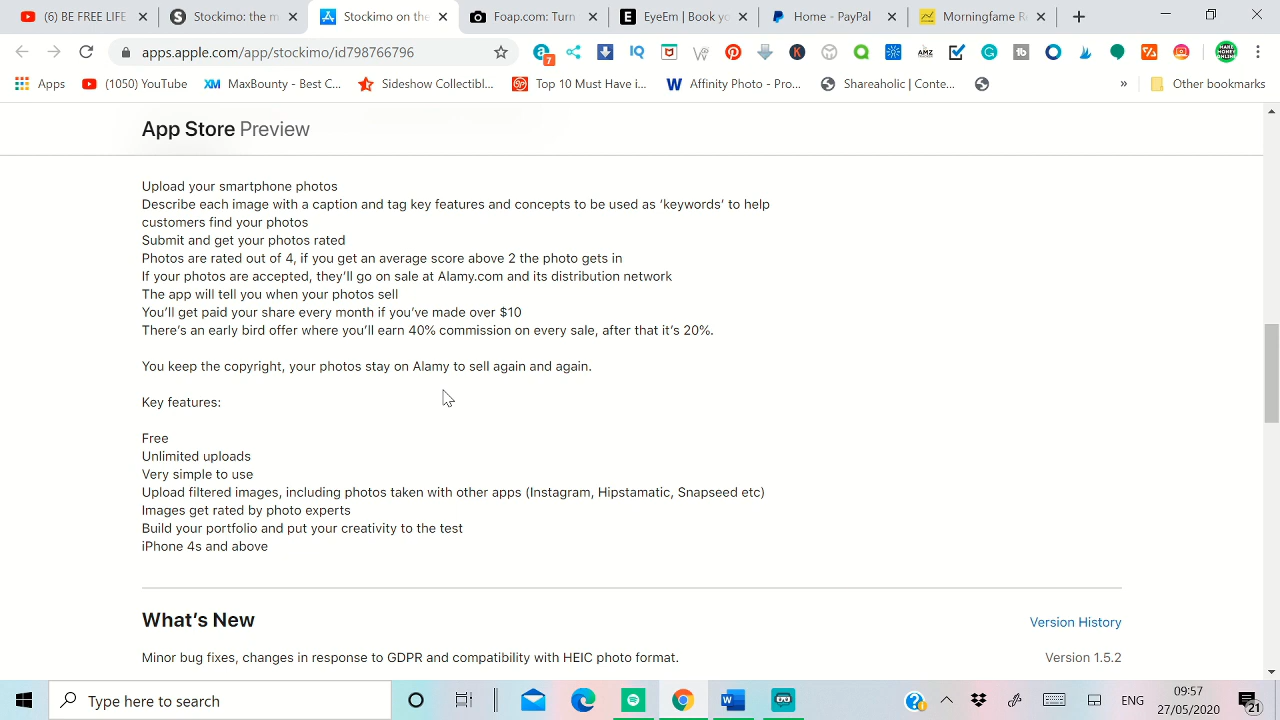 (6) LEE FREE LIFE
Stockimo: the m
Stockimo on the
Foap.com: Turn
EyeEm | Book ye
Home - PayPal
Morningfame R
apps.apple.com/app/stockimo/id798766796
7
Apps
(1050) YouTube
MaxBounty - Best C...
Sideshow Collectibl...
Top 10 Must Have i...
Affinity Photo - Pro...
Shareaholic | Conte...
»
Other bookmarks
App Store Preview
Upload your smartphone photos
Describe each image with a caption and tag key features and concepts to be used as ‘keywords’ to help
customers find your photos
Submit and get your photos rated
Photos are rated out of 4, if you get an average score above 2 the photo gets in
If your photos are accepted, they’ll go on sale at Alamy.com and its distribution network
The app will tell you when your photos sell
You’ll get paid your share every month if you’ve made over $10
There’s an early bird offer where you’ll earn 40% commission on every sale, after that it’s 20%.
You keep the copyright, your photos stay on Alamy to sell again and again.
Key features:
Free
Unlimited uploads
Very simple to use
Upload filtered images, including photos taken with other apps (Instagram, Hipstamatic, Snapseed etc)
Images get rated by photo experts
Build your portfolio and put your creativity to the test
iPhone 4s and above
What’s New
Version History
Minor bug fixes, changes in response to GDPR and compatibility with HEIC photo format.
Version 1.5.2
Type here to search
ENG
09:57
27/05/2020
21